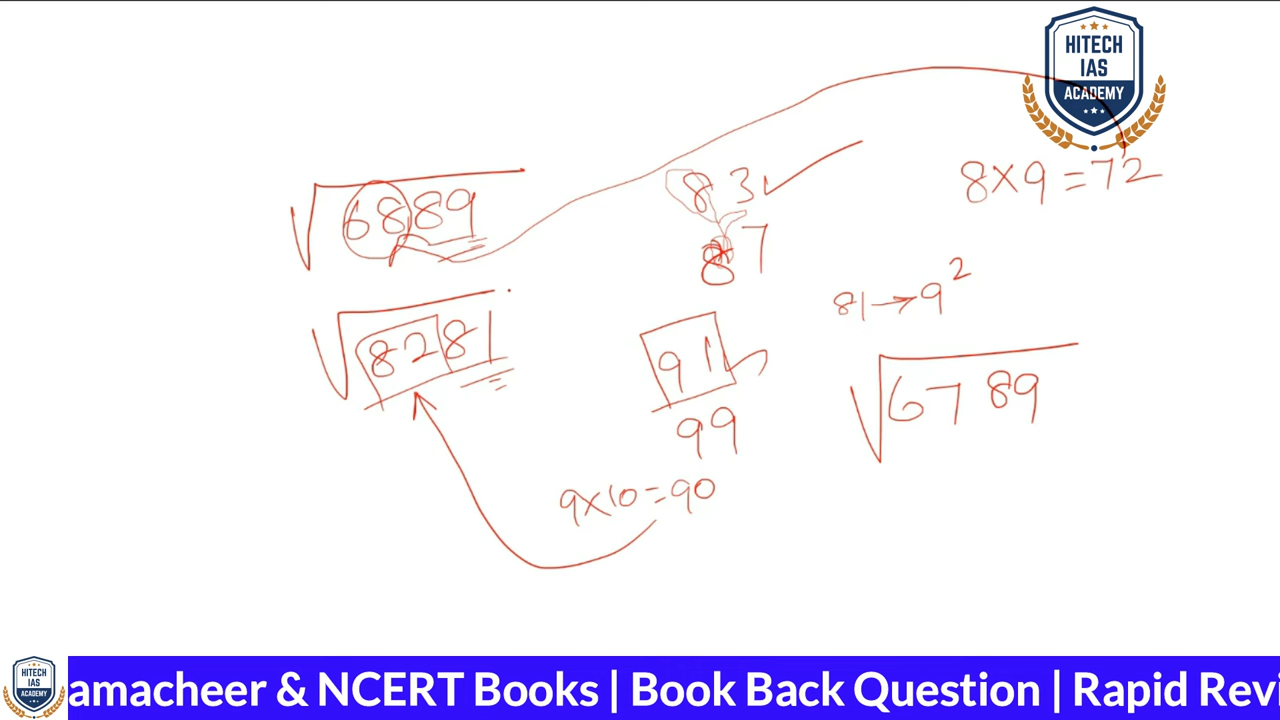 HITECH
IAS
ACADEMY
√6889
83
87
8×9=72
√8281
91
99
81→9²
√6789
9×10=90
HITECH
IAS
ACADEMY
amacheer & NCERT Books | Book Back Question | Rapid Revi